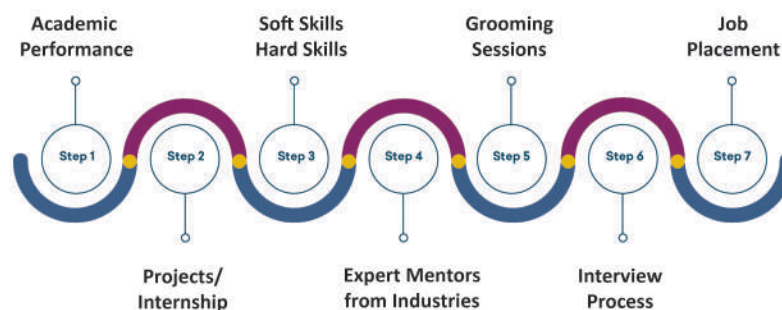 Academic
Performance
Soft Skills
Hard Skills
Grooming
Sessions
Job
Placement
Step 1
Step 2
Step 3
Step 4
Step 5
Step 6
Step 7
Projects/
Internship
Expert Mentors
from Industries
Interview
Process